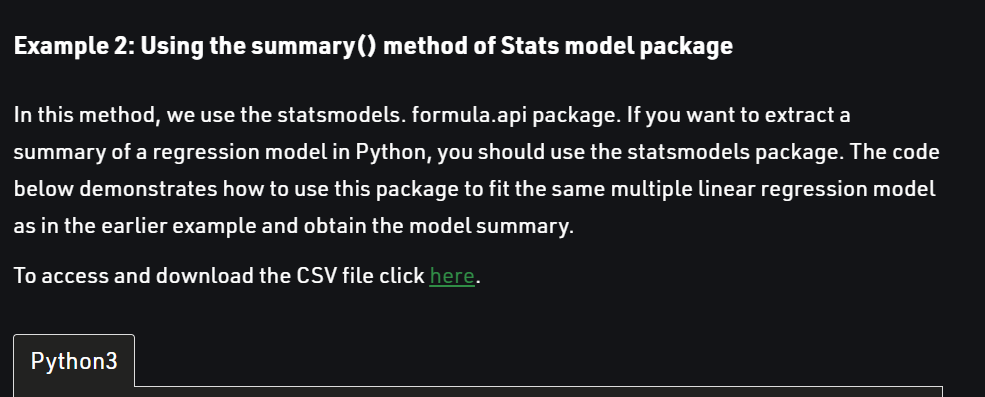 Example 2: Using the summary() method of Stats model package
In this method, we use the statsmodels. formula.api package. If you want to extract a
summary of a regression model in Python, you should use the statsmodels package. The code
below demonstrates how to use this package to fit the same multiple linear regression model
as in the earlier example and obtain the model summary.
To access and download the CSV file click here.
Python3